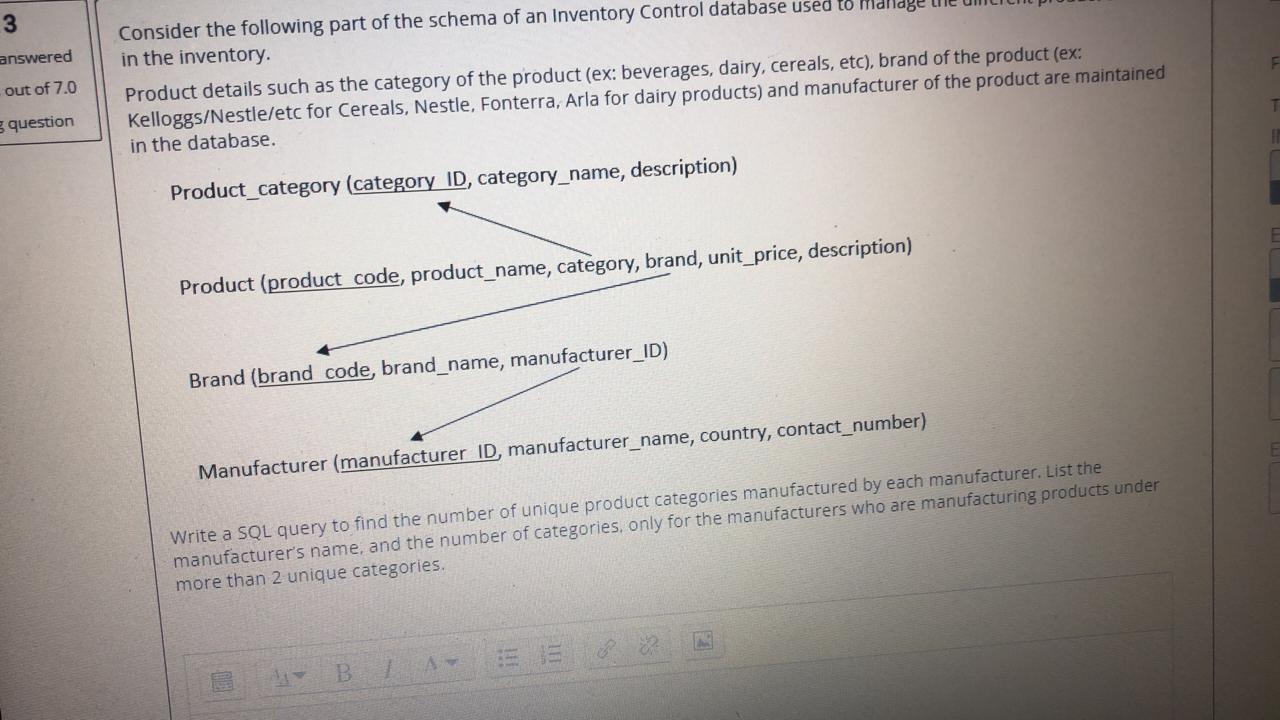 3
answered
out of 7.0
question
Consider the following part of the schema of an Inventory Control database used to manage the different
in the inventory.
Product details such as the category of the product (ex: beverages, dairy, cereals, etc), brand of the product (ex:
Kelloggs/Nestle/etc for Cereals, Nestle, Fonterra, Arla for dairy products) and manufacturer of the product are maintained
in the database.
Product_category (category_ID, category_name, description)
Product (product_code, product_name, category, brand, unit_price, description)
Brand (brand_code, brand_name, manufacturer_ID)
Manufacturer (manufacturer_ID, manufacturer_name, country, contact_number)
Write a SQL query to find the number of unique product categories manufactured by each manufacturer. List the
manufacturer's name, and the number of categories, only for the manufacturers who are manufacturing products under
more than 2 unique categories.
B I A